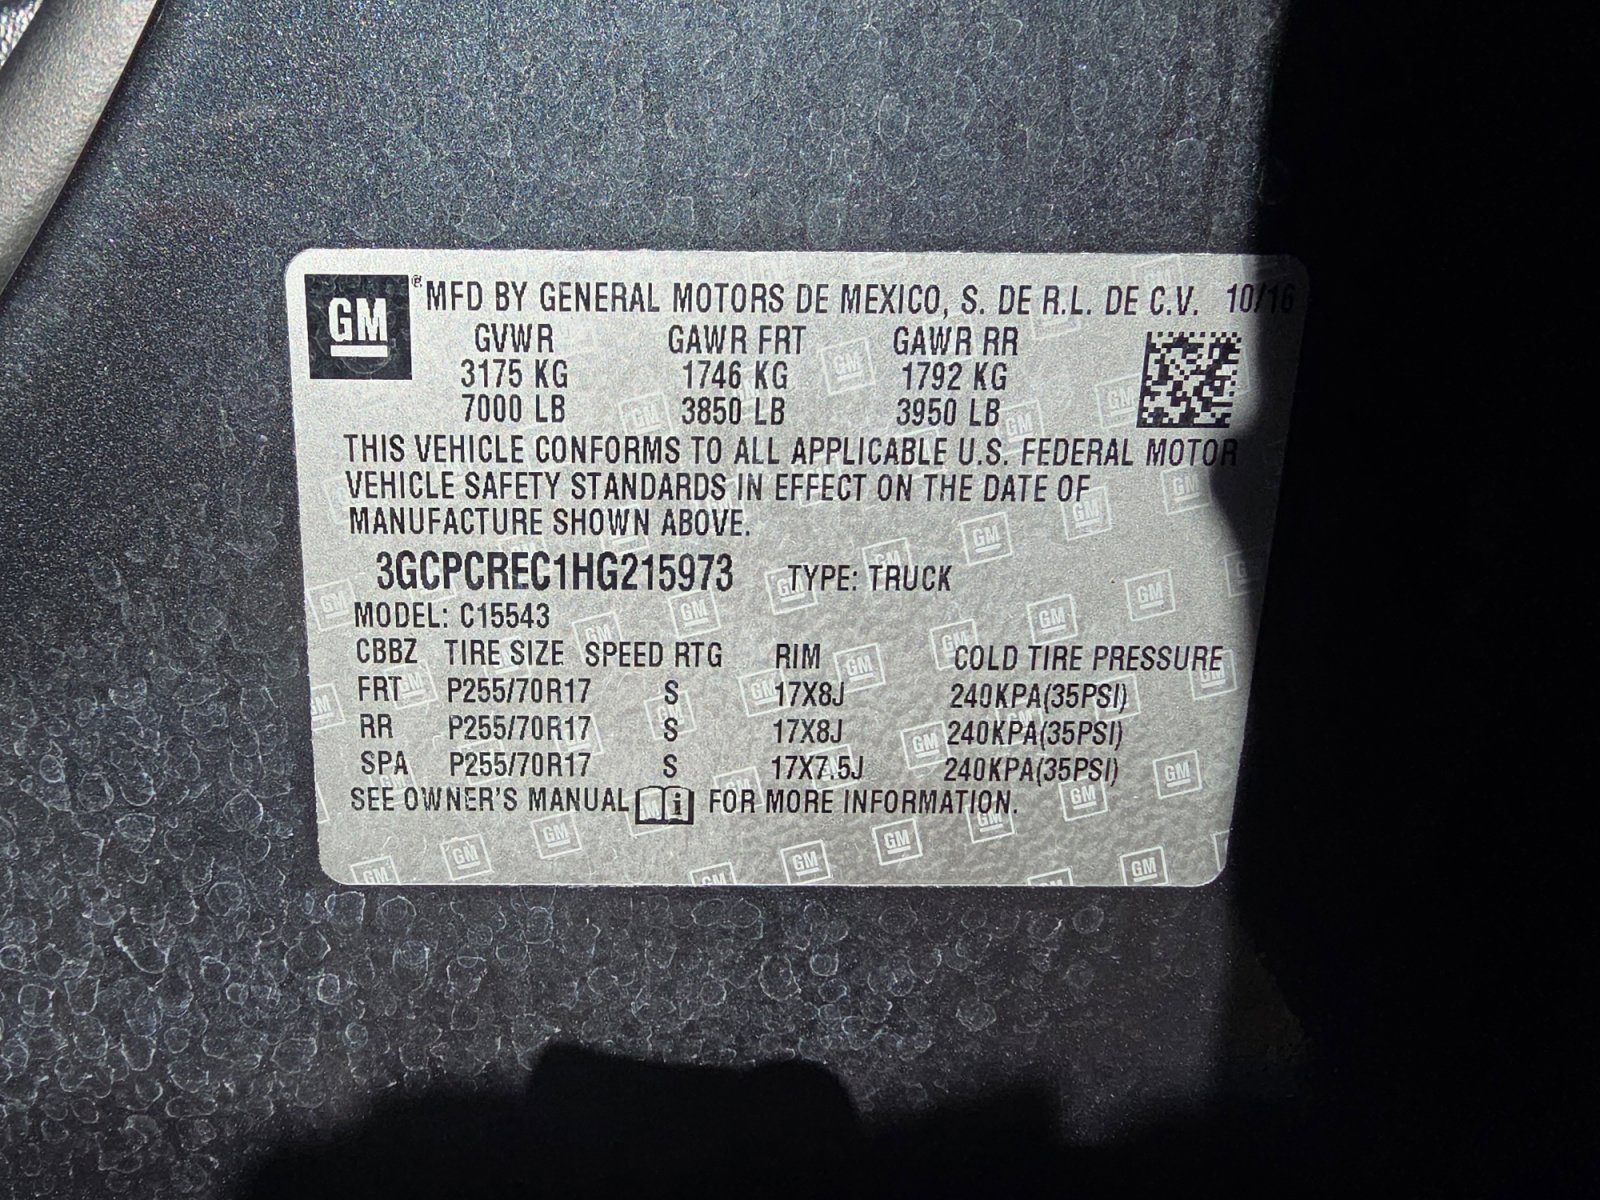 GM ® MFD BY GENERAL MOTORS DE MEXICO, S. DE R.L. DE C.V. 10/16
GVWR GAWR FRT GAWR RR
3175 KG 1746 KG 1792 KG
7000 LB 3850 LB 3950 LB
THIS VEHICLE CONFORMS TO ALL APPLICABLE U.S. FEDERAL MOTOR
VEHICLE SAFETY STANDARDS IN EFFECT ON THE DATE OF
MANUFACTURE SHOWN ABOVE.
3GCPCREC1HG215973 TYPE: TRUCK
MODEL: C15543
CBBZ TIRE SIZE SPEED RTG RIM COLD TIRE PRESSURE
FRT P255/70R17 S 17X8J 240KPA(35PSI)
RR P255/70R17 S 17X8J 240KPA(35PSI)
SPA P255/70R17 S 17X7.5J 240KPA(35PSI)
SEE OWNER'S MANUAL i FOR MORE INFORMATION.